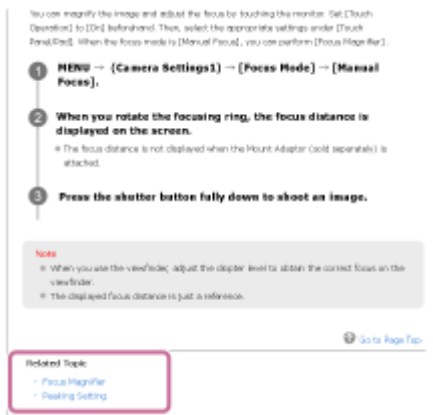 You can magnify the image and adjust the focus by touching the monitor. Set [Touch
Operation] to [On] beforehand. Then, select the appropriate settings under [Touch
Panel/Pad]. When the focus mode is [Manual Focus], you can perform [Focus Magnifier].
1 MENU → (Camera Settings1) → [Focus Mode] → [Manual
Focus].
2 When you rotate the focusing ring, the focus distance is
displayed on the screen.
The focus distance is not displayed when the Mount Adaptor (sold separately) is
attached.
3 Press the shutter button fully down to shoot an image.
Note
When you use the viewfinder, adjust the diopter level to obtain the correct focus on the
viewfinder.
The displayed focus distance is just a reference.
Go to Page Top
Related Topic
Focus Magnifier
Peaking Setting